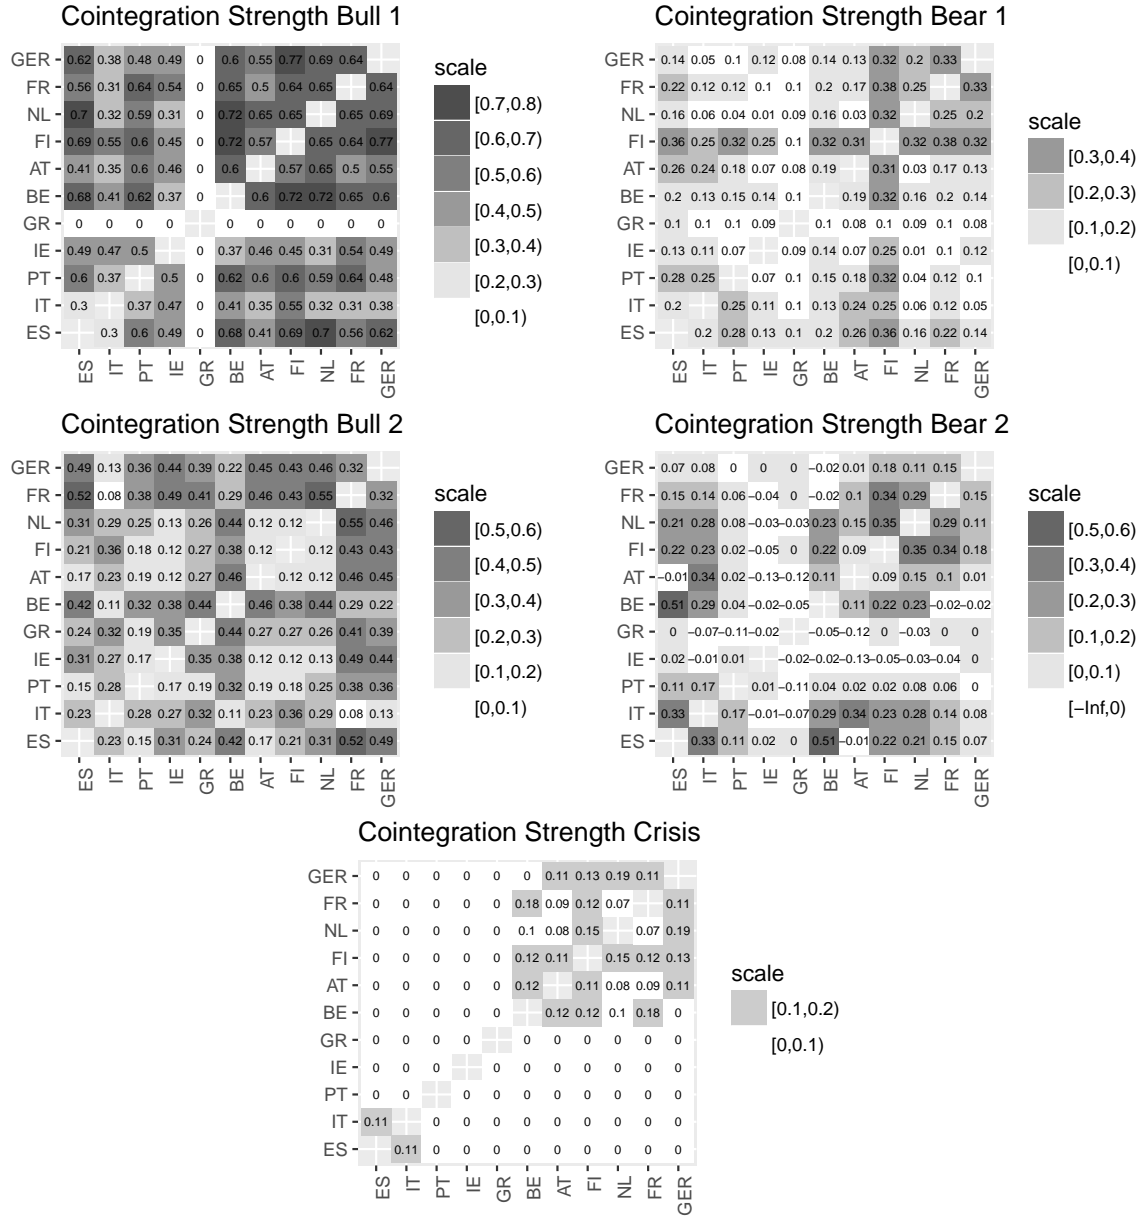 Cointegration Strength Bull 1
GER 0.62 0.38 0.48 0.49 0 0.6 0.55 0.77 0.69 0.64
FR 0.56 0.31 0.64 0.54 0 0.65 0.5 0.64 0.65 0.64
NL 0.7 0.32 0.59 0.31 0 0.72 0.65 0.65 0.65 0.69
FI 0.69 0.55 0.6 0.45 0 0.72 0.57 0.65 0.64 0.77
AT 0.41 0.35 0.6 0.46 0 0.6 0.57 0.65 0.5 0.55
BE 0.68 0.41 0.62 0.37 0 0.6 0.72 0.72 0.65 0.6
GR 0 0 0 0 0 0 0 0 0 0
IE 0.49 0.47 0.5 0 0.37 0.46 0.45 0.31 0.54 0.49
PT 0.6 0.37 0.5 0 0.62 0.6 0.6 0.59 0.64 0.48
IT 0.3 0.37 0.47 0 0.41 0.35 0.55 0.32 0.31 0.38
ES 0.3 0.6 0.49 0 0.68 0.41 0.69 0.7 0.56 0.62
ES IT PT IE GR BE AT FI NL FR GER
scale
[0.7,0.8)
[0.6,0.7)
[0.5,0.6)
[0.4,0.5)
[0.3,0.4)
[0.2,0.3)
[0,0.1)
Cointegration Strength Bear 1
GER 0.14 0.05 0.1 0.12 0.08 0.14 0.13 0.32 0.2 0.33
FR 0.22 0.12 0.12 0.1 0.1 0.2 0.17 0.38 0.25 0.33
NL 0.16 0.06 0.04 0.01 0.09 0.16 0.03 0.32 0.25 0.2
FI 0.36 0.25 0.32 0.25 0.1 0.32 0.31 0.32 0.38 0.32
AT 0.26 0.24 0.18 0.07 0.08 0.19 0.31 0.03 0.17 0.13
BE 0.2 0.13 0.15 0.14 0.1 0.19 0.32 0.16 0.2 0.14
GR 0.1 0.1 0.1 0.09 0.1 0.08 0.1 0.09 0.1 0.08
IE 0.13 0.11 0.07 0.09 0.14 0.07 0.25 0.01 0.1 0.12
PT 0.28 0.25 0.07 0.1 0.15 0.18 0.32 0.04 0.12 0.1
IT 0.2 0.25 0.11 0.1 0.13 0.24 0.25 0.06 0.12 0.05
ES 0.2 0.28 0.13 0.1 0.2 0.26 0.36 0.16 0.22 0.14
ES IT PT IE GR BE AT FI NL FR GER
scale
[0.3,0.4)
[0.2,0.3)
[0.1,0.2)
[0,0.1)
Cointegration Strength Bull 2
GER 0.49 0.13 0.36 0.44 0.39 0.22 0.45 0.43 0.46 0.32
FR 0.52 0.08 0.38 0.49 0.41 0.29 0.46 0.43 0.55 0.32
NL 0.31 0.29 0.25 0.13 0.26 0.44 0.12 0.12 0.55 0.46
FI 0.21 0.36 0.18 0.12 0.27 0.38 0.12 0.12 0.43 0.43
AT 0.17 0.23 0.19 0.12 0.27 0.46 0.12 0.12 0.46 0.45
BE 0.42 0.11 0.32 0.38 0.44 0.46 0.38 0.44 0.29 0.22
GR 0.24 0.32 0.19 0.35 0.44 0.27 0.27 0.26 0.41 0.39
IE 0.31 0.27 0.17 0.35 0.38 0.12 0.12 0.13 0.49 0.44
PT 0.15 0.28 0.17 0.19 0.32 0.19 0.18 0.25 0.38 0.36
IT 0.23 0.28 0.27 0.32 0.11 0.23 0.36 0.29 0.08 0.13
ES 0.23 0.15 0.31 0.24 0.42 0.17 0.21 0.31 0.52 0.49
ES IT PT IE GR BE AT FI NL FR GER
scale
[0.5,0.6)
[0.4,0.5)
[0.3,0.4)
[0.2,0.3)
[0.1,0.2)
[0,0.1)
Cointegration Strength Bear 2
GER 0.07 0.08 0 0 0 −0.02 0.01 0.18 0.11 0.15
FR 0.15 0.14 0.06 −0.04 0 −0.02 0.1 0.34 0.29 0.15
NL 0.21 0.28 0.08 −0.03 −0.03 0.23 0.15 0.35 0.29 0.11
FI 0.22 0.23 0.02 −0.05 0 0.22 0.09 0.35 0.34 0.18
AT −0.01 0.34 0.02 −0.13 −0.12 0.11 0.09 0.15 0.1 0.01
BE 0.51 0.29 0.04 −0.02 −0.05 0.11 0.22 0.23 −0.02 −0.02
GR 0 −0.07 −0.11 −0.02 −0.05 −0.12 0 −0.03 0 0
IE 0.02 −0.01 0.01 −0.02 −0.02 −0.13 −0.05 −0.03 −0.04 0
PT 0.11 0.17 0.01 −0.11 0.04 0.02 0.02 0.08 0.06 0
IT 0.33 0.17 −0.01 −0.07 0.29 0.34 0.23 0.28 0.14 0.08
ES 0.33 0.11 0.02 0 0.51 −0.01 0.22 0.21 0.15 0.07
ES IT PT IE GR BE AT FI NL FR GER
scale
[0.5,0.6)
[0.3,0.4)
[0.2,0.3)
[0.1,0.2)
[0,0.1)
[−Inf,0)
Cointegration Strength Crisis
GER 0 0 0 0 0 0 0.11 0.13 0.19 0.11
FR 0 0 0 0 0 0.18 0.09 0.12 0.07 0.11
NL 0 0 0 0 0 0.1 0.08 0.15 0.07 0.19
FI 0 0 0 0 0 0.12 0.11 0.15 0.12 0.13
AT 0 0 0 0 0 0.12 0.11 0.08 0.09 0.11
BE 0 0 0 0 0 0.12 0.12 0.1 0.18 0
GR 0 0 0 0 0 0 0 0 0 0
IE 0 0 0 0 0 0 0 0 0 0
PT 0 0 0 0 0 0 0 0 0 0
IT 0.11 0 0 0 0 0 0 0 0 0
ES 0.11 0 0 0 0 0 0 0 0 0
ES IT PT IE GR BE AT FI NL FR GER
scale
[0.1,0.2)
[0,0.1)